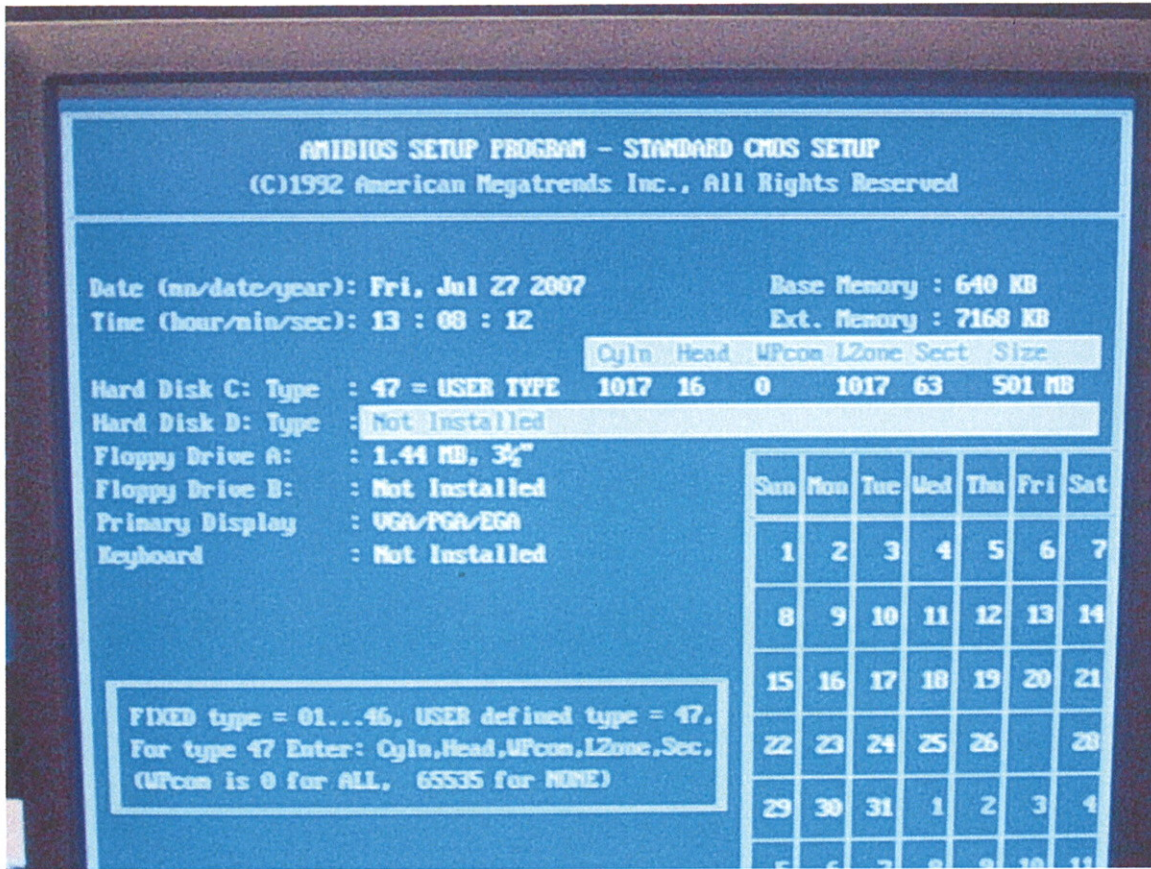 AMIBIOS SETUP PROGRAM - STANDARD CMOS SETUP
(C)1992 American Megatrends Inc., All Rights Reserved
Date (mn/date/year): Fri, Jul 27 2007
Base Memory : 640 KB
Time (hour/min/sec): 13 : 08 : 12
Ext. Memory : 7168 KB
Cyln Head WPcom LZone Sect Size
Hard Disk C: Type : 47 = USER TYPE 1017 16 0 1017 63 501 MB
Hard Disk D: Type : Not Installed
Floppy Drive A: : 1.44 MB, 3½"
Floppy Drive B: : Not Installed
Primary Display : VGA/PGA/EGA
Keyboard : Not Installed
Sun Mon Tue Wed Thu Fri Sat
1 2 3 4 5 6 7
8 9 10 11 12 13 14
15 16 17 18 19 20 21
22 23 24 25 26 28
29 30 31 1 2 3 4
5 6 7 8 9 10 11
FIXED type = 01...46, USER defined type = 47,
For type 47 Enter: Cyln,Head,WPcom,LZone,Sec,
(WPcom is 0 for ALL, 65535 for NONE)